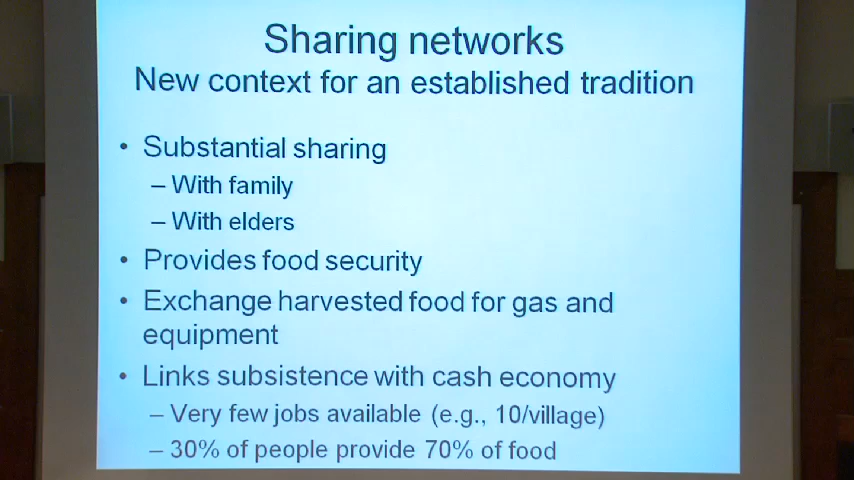 Sharing networks
New context for an established tradition
• Substantial sharing
– With family
– With elders
• Provides food security
• Exchange harvested food for gas and
equipment
• Links subsistence with cash economy
– Very few jobs available (e.g., 10/village)
– 30% of people provide 70% of food